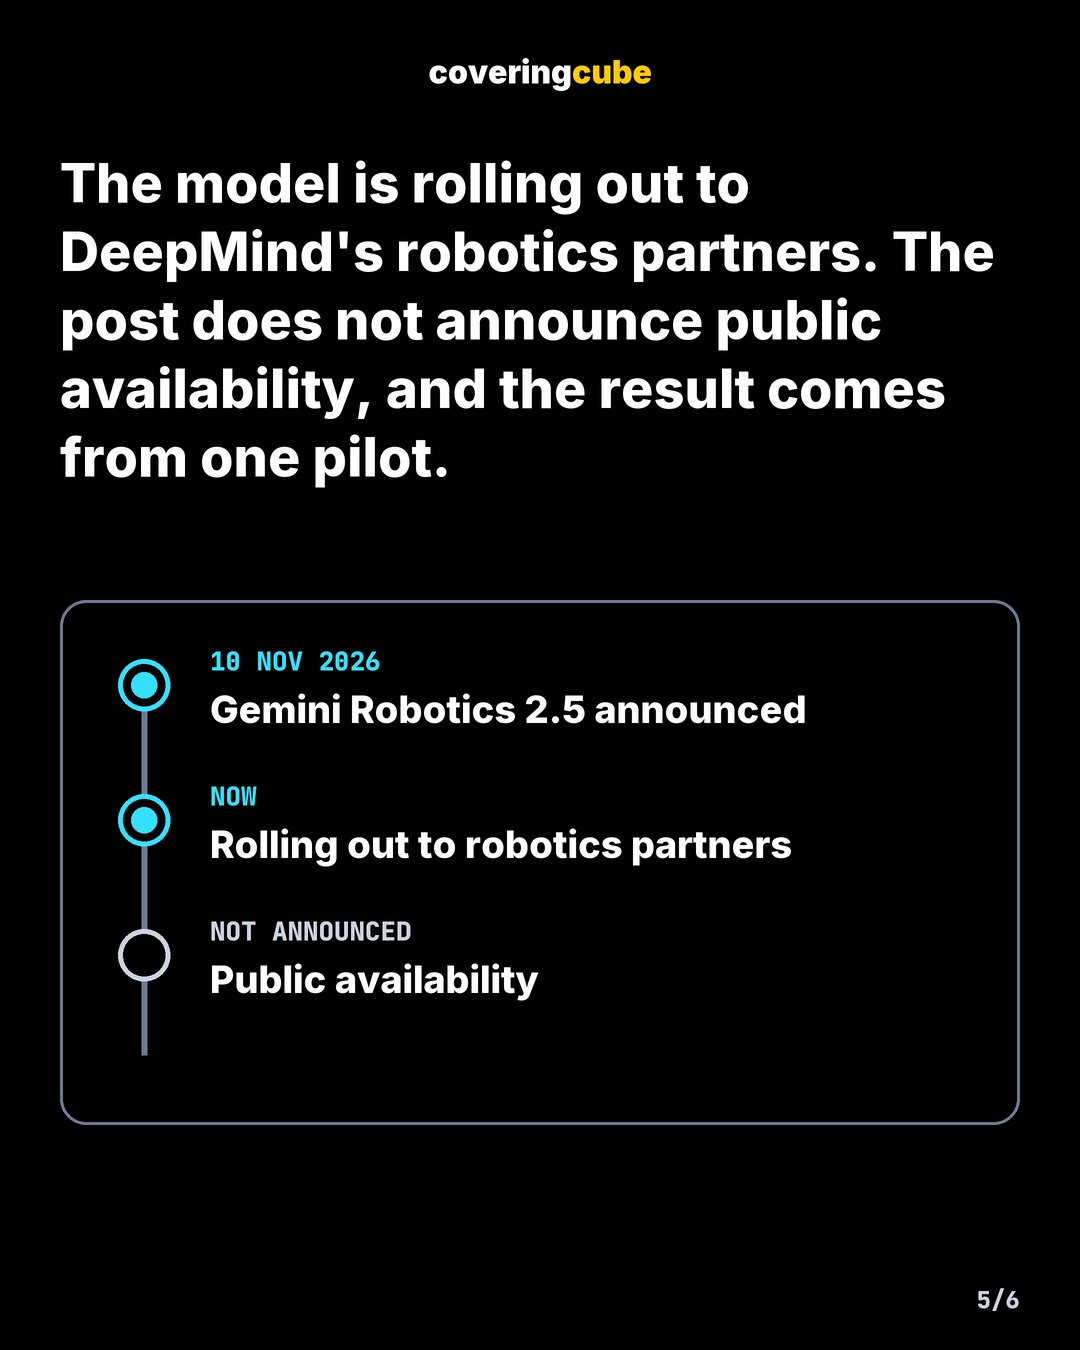 coveringcube
The model is rolling out to
DeepMind's robotics partners. The
post does not announce public
availability, and the result comes
from one pilot.
10 NOV 2026
Gemini Robotics 2.5 announced
NOW
Rolling out to robotics partners
NOT ANNOUNCED
Public availability
5/6